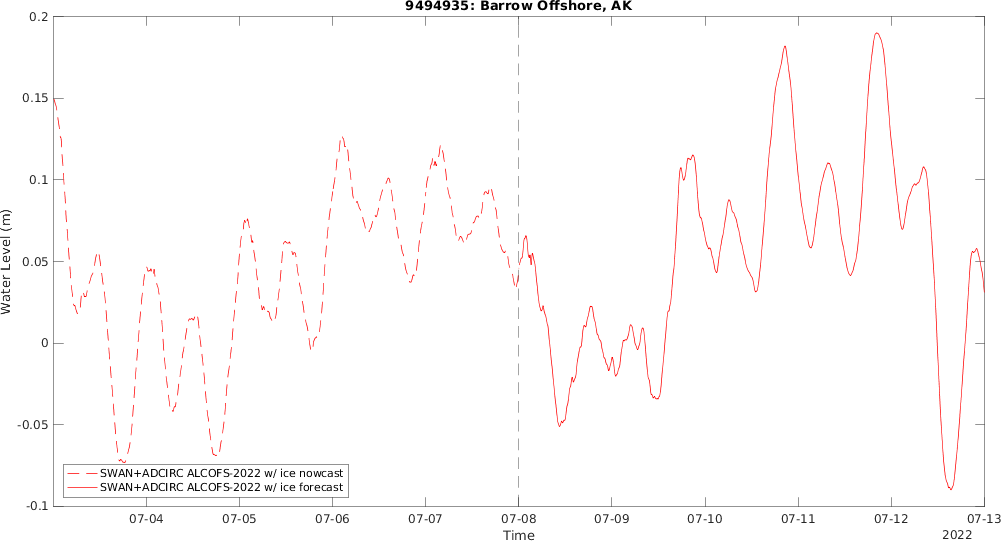 9494935: Barrow Offshore, AK
0.2
0.15
0.1
0.05
0
-0.05
-0.1
Water Level (m)
SWAN+ADCIRC ALCOFS-2022 w/ ice nowcast
SWAN+ADCIRC ALCOFS-2022 w/ ice forecast
07-04 07-05 07-06 07-07 07-08 07-09 07-10 07-11 07-12 07-13
Time
2022